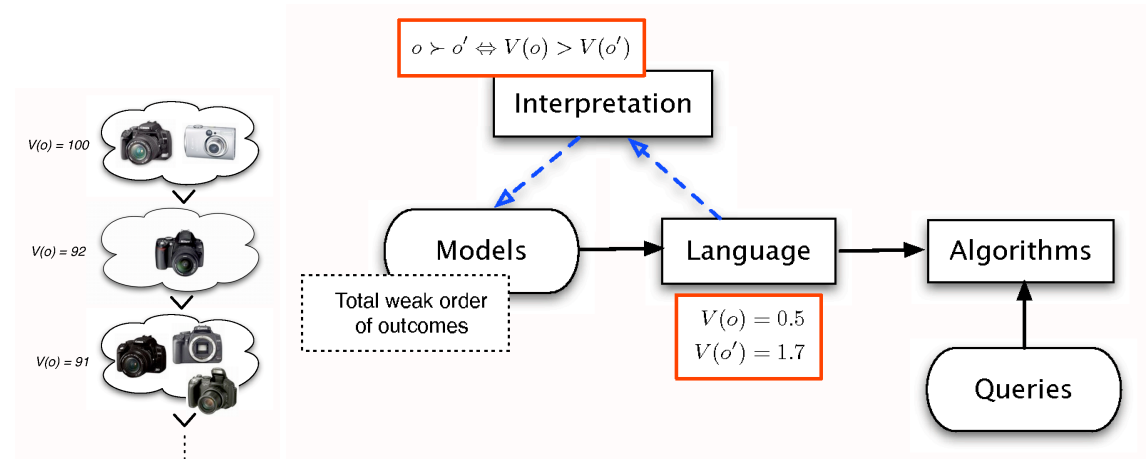 V(o) = 100
V(o) = 92
V(o) = 91
o ≻ o′ ⇔ V(o) > V(o′)
Interpretation
Models
Total weak order
of outcomes
Language
V(o) = 0.5
V(o′) = 1.7
Algorithms
Queries